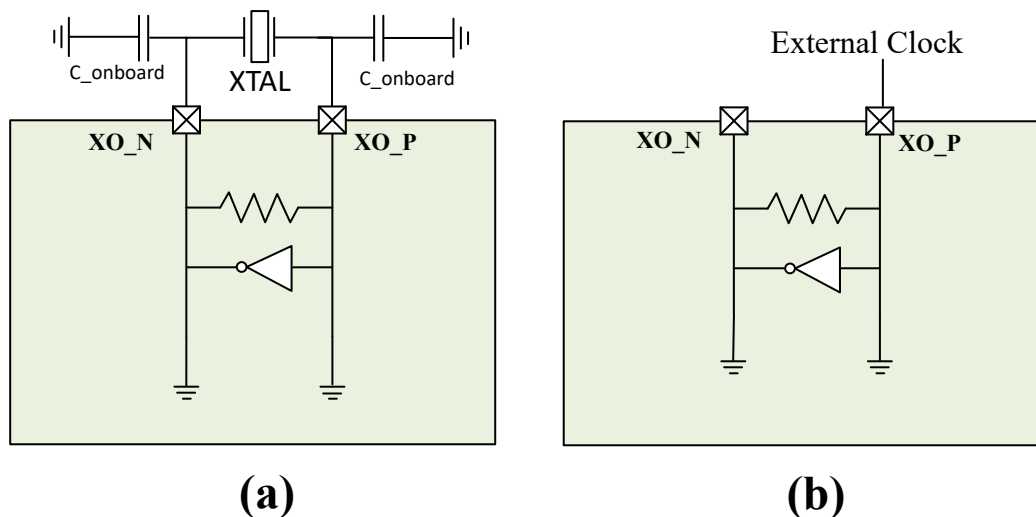 C_onboard
XTAL
C_onboard
XO_N
XO_P
(a)
External Clock
XO_N
XO_P
(b)